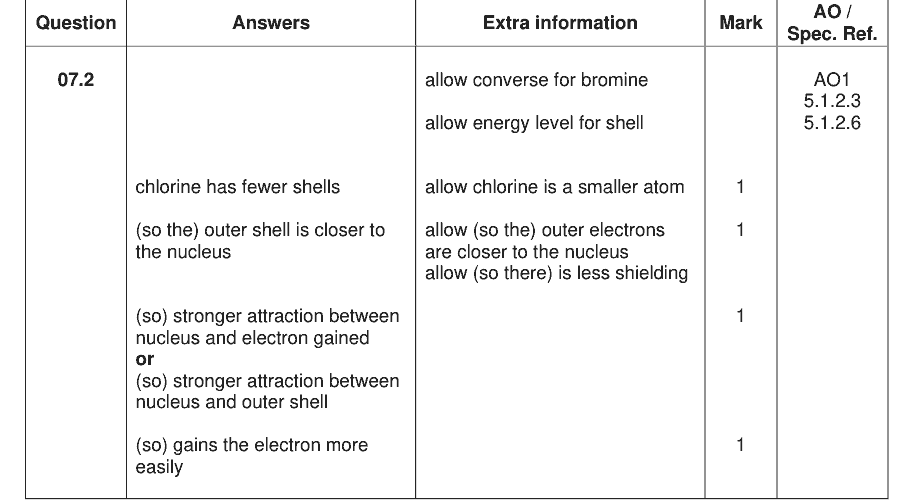 Question Answers Extra information Mark AO / Spec. Ref.
07.2 allow converse for bromine AO1
5.1.2.3
allow energy level for shell 5.1.2.6
chlorine has fewer shells allow chlorine is a smaller atom 1
(so the) outer shell is closer to allow (so the) outer electrons 1
the nucleus are closer to the nucleus
allow (so there) is less shielding
(so) stronger attraction between 1
nucleus and electron gained
or
(so) stronger attraction between
nucleus and outer shell
(so) gains the electron more 1
easily